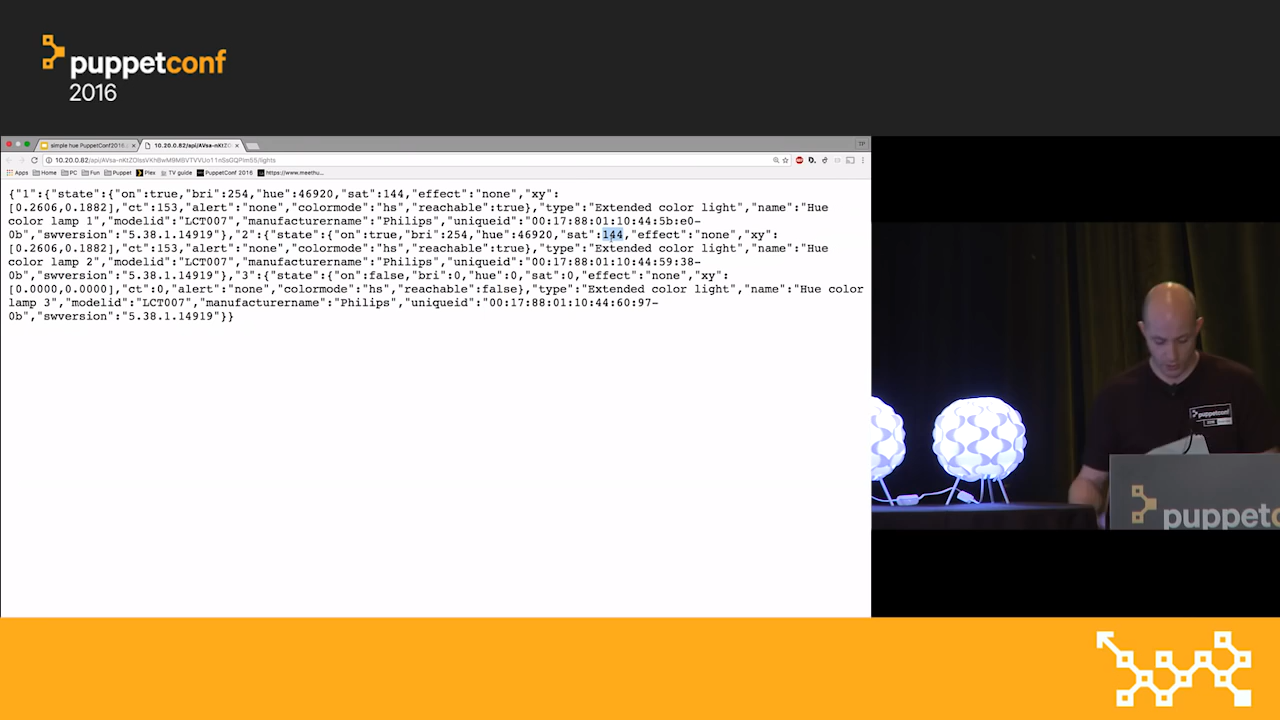 puppetconf
2016
simple hue PuppetConf2016
10.20.0.82/api/AVsa-nKtZO
10.20.0.82/api/AVsa-nKtZOIssVKhBwM9MBVTVVUo11nSsGQPlm55/lights
Apps Home PC Fun Puppet Plex TV guide PuppetConf 2016 https://www.meethu...
{"1":{"state":{"on":true,"bri":254,"hue":46920,"sat":144,"effect":"none","xy":
[0.2606,0.1882],"ct":153,"alert":"none","colormode":"hs","reachable":true},"type":"Extended color light","name":"Hue
color lamp 1","modelid":"LCT007","manufacturername":"Philips","uniqueid":"00:17:88:01:10:44:5b:e0-
0b","swversion":"5.38.1.14919"},"2":{"state":{"on":true,"bri":254,"hue":46920,"sat":144,"effect":"none","xy":
[0.2606,0.1882],"ct":153,"alert":"none","colormode":"hs","reachable":true},"type":"Extended color light","name":"Hue
color lamp 2","modelid":"LCT007","manufacturername":"Philips","uniqueid":"00:17:88:01:10:44:59:38-
0b","swversion":"5.38.1.14919"},"3":{"state":{"on":false,"bri":0,"hue":0,"sat":0,"effect":"none","xy":
[0.0000,0.0000],"ct":0,"alert":"none","colormode":"hs","reachable":false},"type":"Extended color light","name":"Hue color
lamp 3","modelid":"LCT007","manufacturername":"Philips","uniqueid":"00:17:88:01:10:44:60:97-
0b","swversion":"5.38.1.14919"}}
puppetconf
puppetc